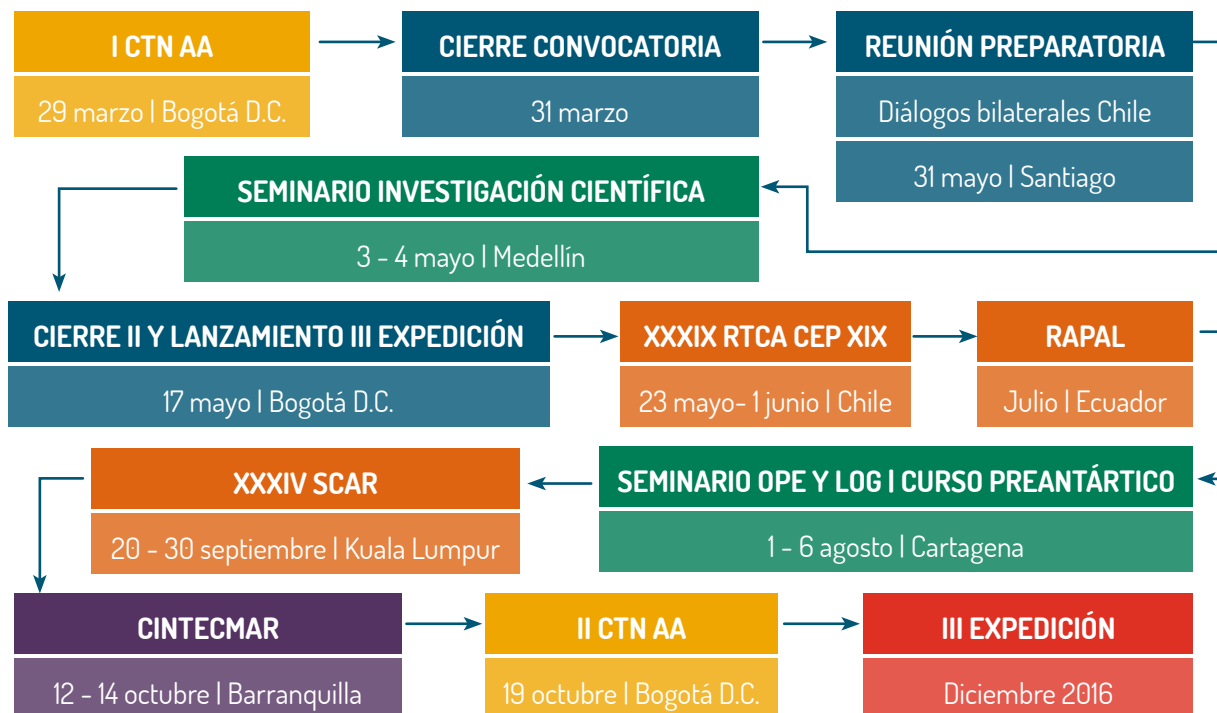 I CTN AA
29 marzo | Bogotá D.C.
CIERRE CONVOCATORIA
31 marzo
REUNIÓN PREPARATORIA
Diálogos bilaterales Chile
31 mayo | Santiago
SEMINARIO INVESTIGACIÓN CIENTÍFICA
3 - 4 mayo | Medellín
CIERRE II Y LANZAMIENTO III EXPEDICIÓN
17 mayo | Bogotá D.C.
XXXIX RTCA CEP XIX
23 mayo- 1 junio | Chile
RAPAL
Julio | Ecuador
SEMINARIO OPE Y LOG | CURSO PREANTÁRTICO
1 - 6 agosto | Cartagena
XXXIV SCAR
20 - 30 septiembre | Kuala Lumpur
CINTECMAR
12 - 14 octubre | Barranquilla
II CTN AA
19 octubre | Bogotá D.C.
III EXPEDICIÓN
Diciembre 2016